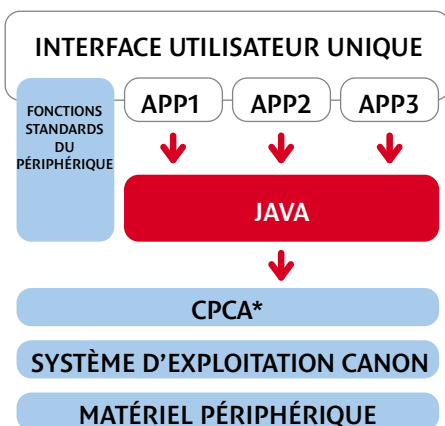 INTERFACE UTILISATEUR UNIQUE
FONCTIONS
STANDARDS
DU
PÉRIPHÉRIQUE
APP1
APP2
APP3
JAVA
CPCA*
SYSTÈME D'EXPLOITATION CANON
MATÉRIEL PÉRIPHÉRIQUE